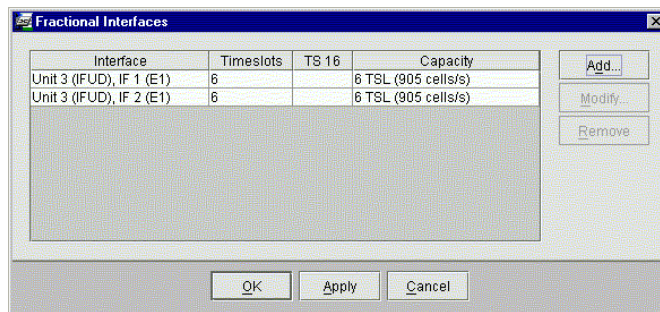 Fractional Interfaces
Interface Timeslots TS 16 Capacity
Unit 3 (IFUD), IF 1 (E1) 6 6 TSL (905 cells/s)
Unit 3 (IFUD), IF 2 (E1) 6 6 TSL (905 cells/s)
Add...
Modify...
Remove
OK Apply Cancel